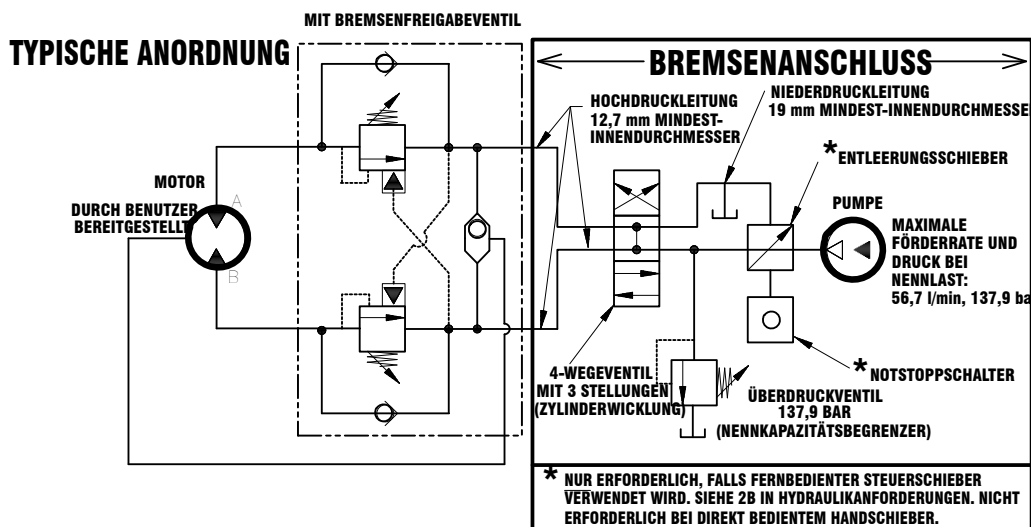 MIT BREMSENFREIGABEVENTIL
TYPISCHE ANORDNUNG
BREMSENANSCHLUSS
NIEDERDRUCKLEITUNG
19 mm MINDEST-INNENDURCHMESSE
HOCHDRUCKLEITUNG
12,7 mm MINDEST-
INNENDURCHMESSER
*ENTLEERUNGSSCHIEBER
MOTOR
DURCH BENUTZER
BEREITGESTELLT
A
B
PUMPE
MAXIMALE
FÖRDERRATE UND
DRUCK BEI
NENNLAST:
56,7 l/min, 137,9 ba
4-WEGEVENTIL
MIT 3 STELLUNGEN
(ZYLINDERWICKLUNG)
*NOTSTOPPSCHALTER
ÜBERDRUCKVENTIL
137,9 BAR
(NENNKAPAZITÄTSBEGRENZER)
* NUR ERFORDERLICH, FALLS FERNBEDIENTER STEUERSCHIEBER
VERWENDET WIRD. SIEHE 2B IN HYDRAULIKANFORDERUNGEN. NICHT
ERFORDERLICH BEI DIREKT BEDIENTEM HANDSCHIEBER.